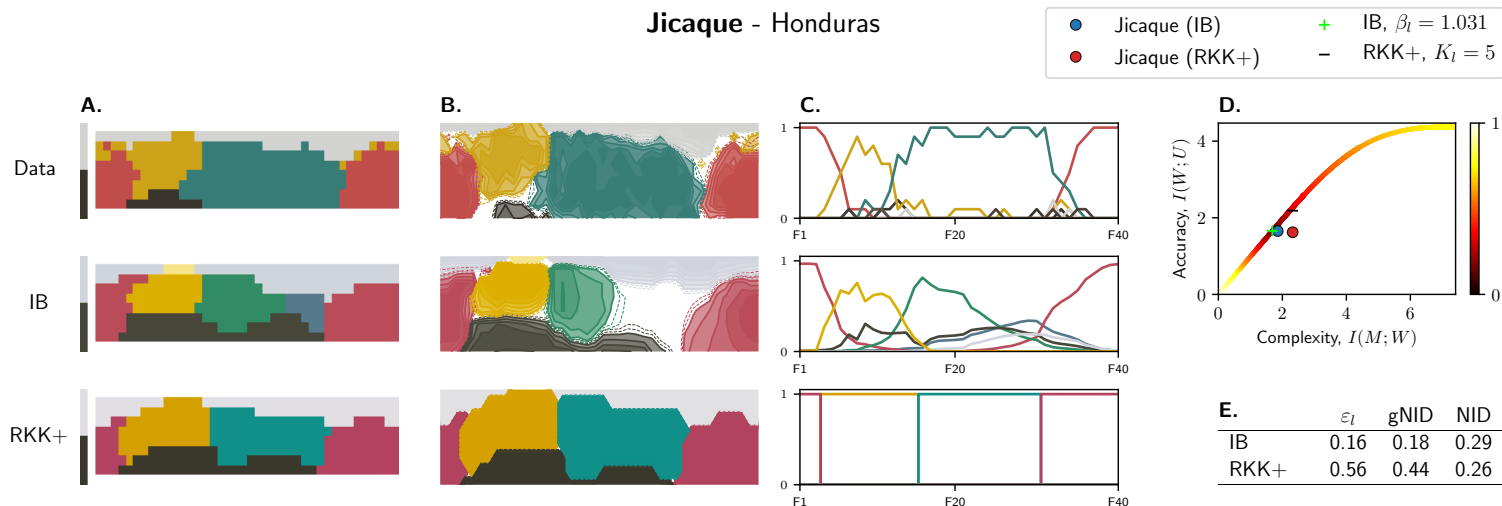 Jicaque - Honduras
Jicaque (IB)
Jicaque (RKK+)
IB, β_l = 1.031
RKK+, K_l = 5
A.
B.
C.
D.
Data
1
0
F1
F20
F40
IB
1
0
F1
F20
F40
RKK+
1
0
F1
F20
F40
Accuracy, I(W; U)
4
2
0
0
2
4
6
Complexity, I(M; W)
1
0
E.
ε_l gNID NID
IB 0.16 0.18 0.29
RKK+ 0.56 0.44 0.26